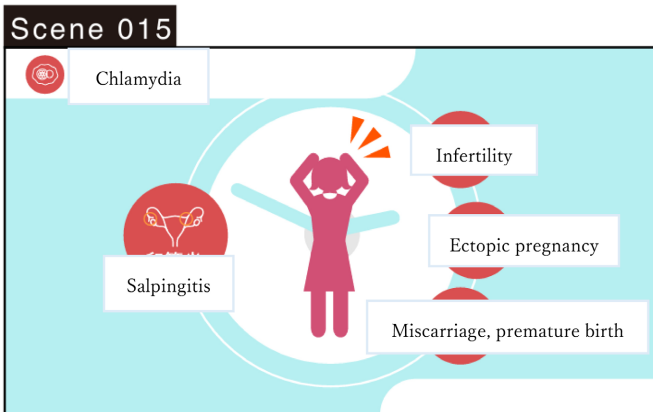 Scene 015
Chlamydia
Infertility
Ectopic pregnancy
Salpingitis
Miscarriage, premature birth